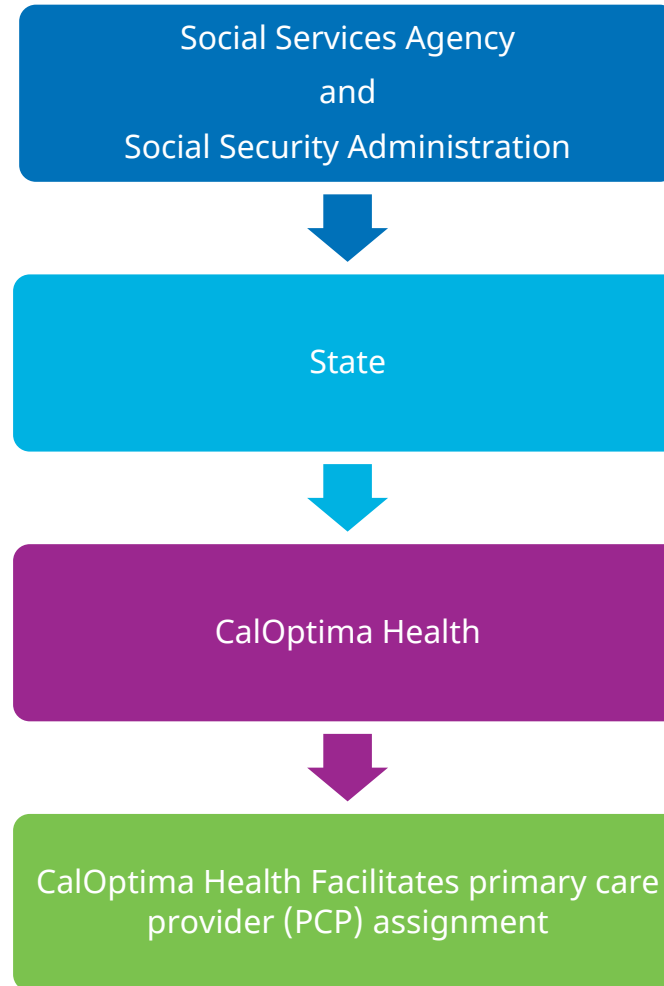 Social Services Agency
and
Social Security Administration
State
CalOptima Health
CalOptima Health Facilitates primary care
provider (PCP) assignment